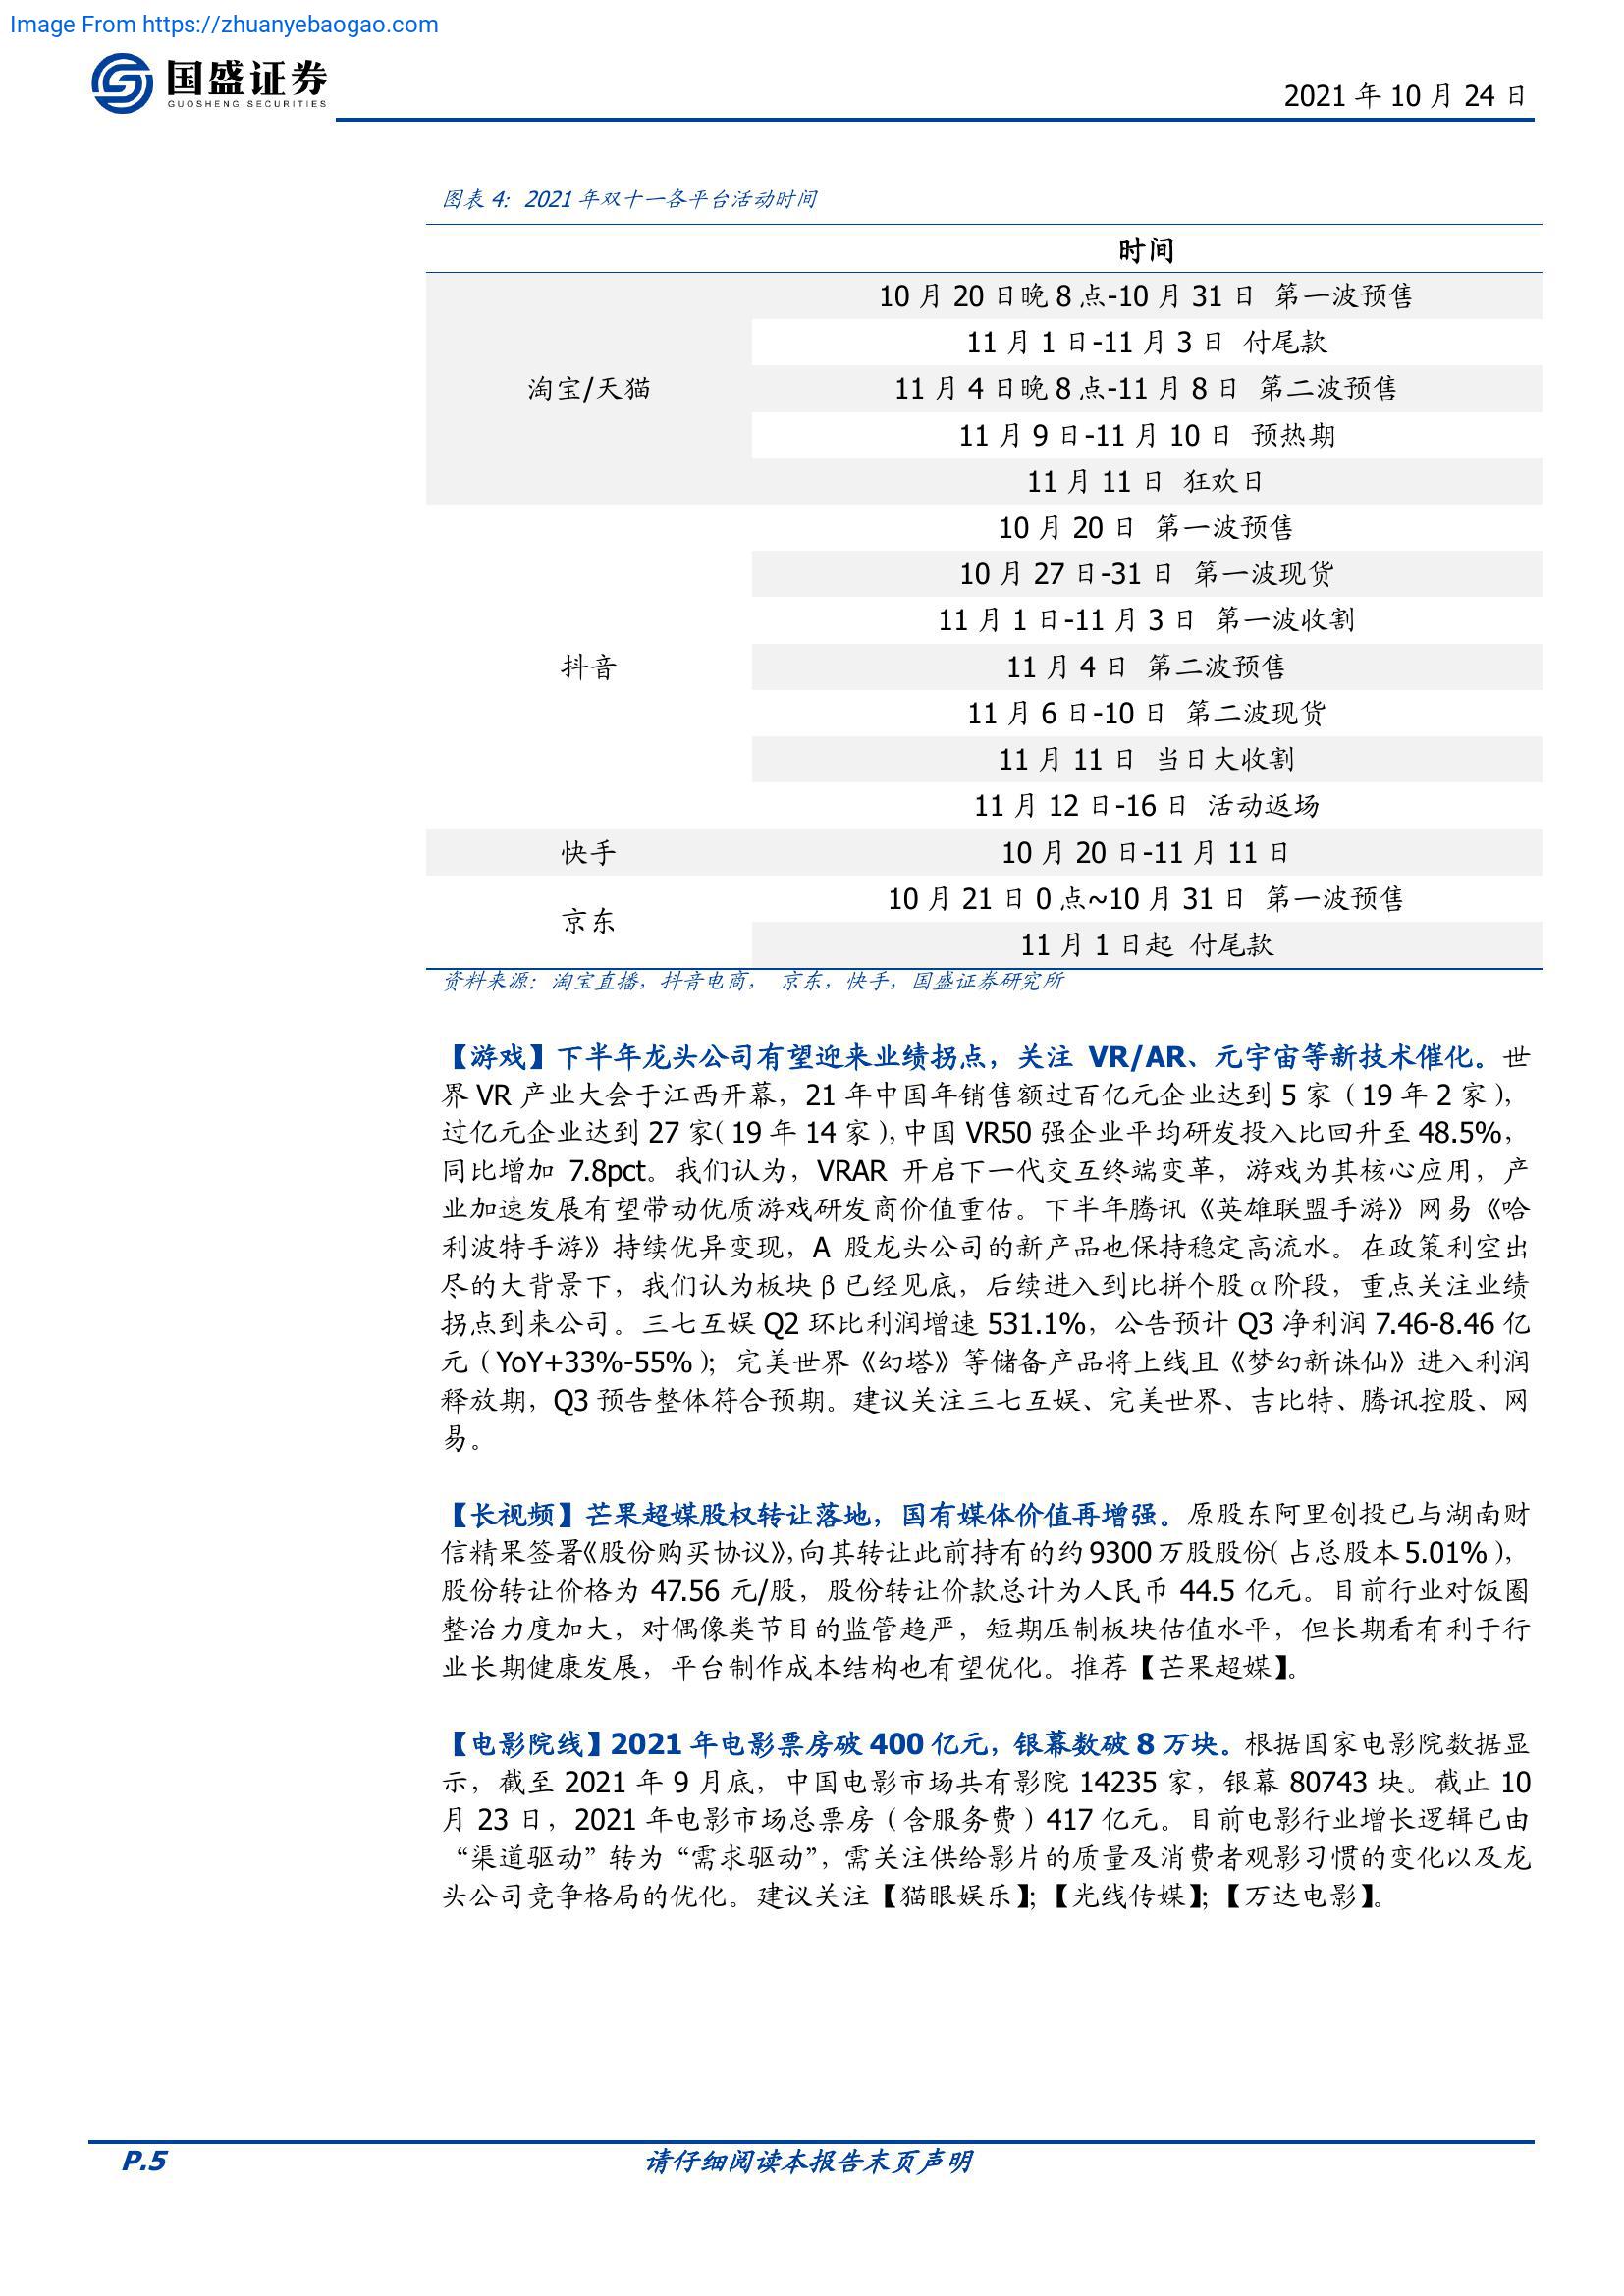 Image From https://zhuanyebaogao.com
国盛证券
GUOSHENG SECURITIES
2021 年 10 月 24 日
图表 4: 2021 年双十一各平台活动时间
时间
淘宝/天猫
10 月 20 日晚 8 点-10 月 31 日 第一波预售
11 月 1 日-11 月 3 日 付尾款
11 月 4 日晚 8 点-11 月 8 日 第二波预售
11 月 9 日-11 月 10 日 预热期
11 月 11 日 狂欢日
抖音
10 月 20 日 第一波预售
10 月 27 日-31 日 第一波现货
11 月 1 日-11 月 3 日 第一波收割
11 月 4 日 第二波预售
11 月 6 日-10 日 第二波现货
11 月 11 日 当日大收割
11 月 12 日-16 日 活动返场
快手
10 月 20 日-11 月 11 日
京东
10 月 21 日 0 点~10 月 31 日 第一波预售
11 月 1 日起 付尾款
资料来源：淘宝直播，抖音电商， 京东，快手，国盛证券研究所
【游戏】下半年龙头公司有望迎来业绩拐点，关注 VR/AR、元宇宙等新技术催化。世
界 VR 产业大会于江西开幕，21 年中国年销售额过百亿元企业达到 5 家（19 年 2 家），
过亿元企业达到 27 家（19 年 14 家），中国 VR50 强企业平均研发投入比回升至 48.5%，
同比增加 7.8pct。我们认为，VRAR 开启下一代交互终端变革，游戏为其核心应用，产
业加速发展有望带动优质游戏研发商价值重估。下半年腾讯《英雄联盟手游》网易《哈
利波特手游》持续优异变现，A 股龙头公司的新产品也保持稳定高流水。在政策利空出
尽的大背景下，我们认为板块β已经见底，后续进入到比拼个股α阶段，重点关注业绩
拐点到来公司。三七互娱 Q2 环比利润增速 531.1%，公告预计 Q3 净利润 7.46-8.46 亿
元（YoY+33%-55%）；完美世界《幻塔》等储备产品将上线且《梦幻新诛仙》进入利润
释放期，Q3 预告整体符合预期。建议关注三七互娱、完美世界、吉比特、腾讯控股、网
易。
【长视频】芒果超媒股权转让落地，国有媒体价值再增强。原股东阿里创投已与湖南财
信精果签署《股份购买协议》，向其转让此前持有的约 9300 万股股份（占总股本 5.01%），
股份转让价格为 47.56 元/股，股份转让价款总计为人民币 44.5 亿元。目前行业对饭圈
整治力度加大，对偶像类节目的监管趋严，短期压制板块估值水平，但长期看有利于行
业长期健康发展，平台制作成本结构也有望优化。推荐【芒果超媒】。
【电影院线】2021 年电影票房破 400 亿元，银幕数破 8 万块。根据国家电影院数据显
示，截至 2021 年 9 月底，中国电影市场共有影院 14235 家，银幕 80743 块。截止 10
月 23 日，2021 年电影市场总票房（含服务费）417 亿元。目前电影行业增长逻辑已由
“渠道驱动”转为“需求驱动”，需关注供给影片的质量及消费者观影习惯的变化以及龙
头公司竞争格局的优化。建议关注【猫眼娱乐】；【光线传媒】；【万达电影】。
P.5
请仔细阅读本报告末页声明